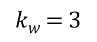 k_w = 3